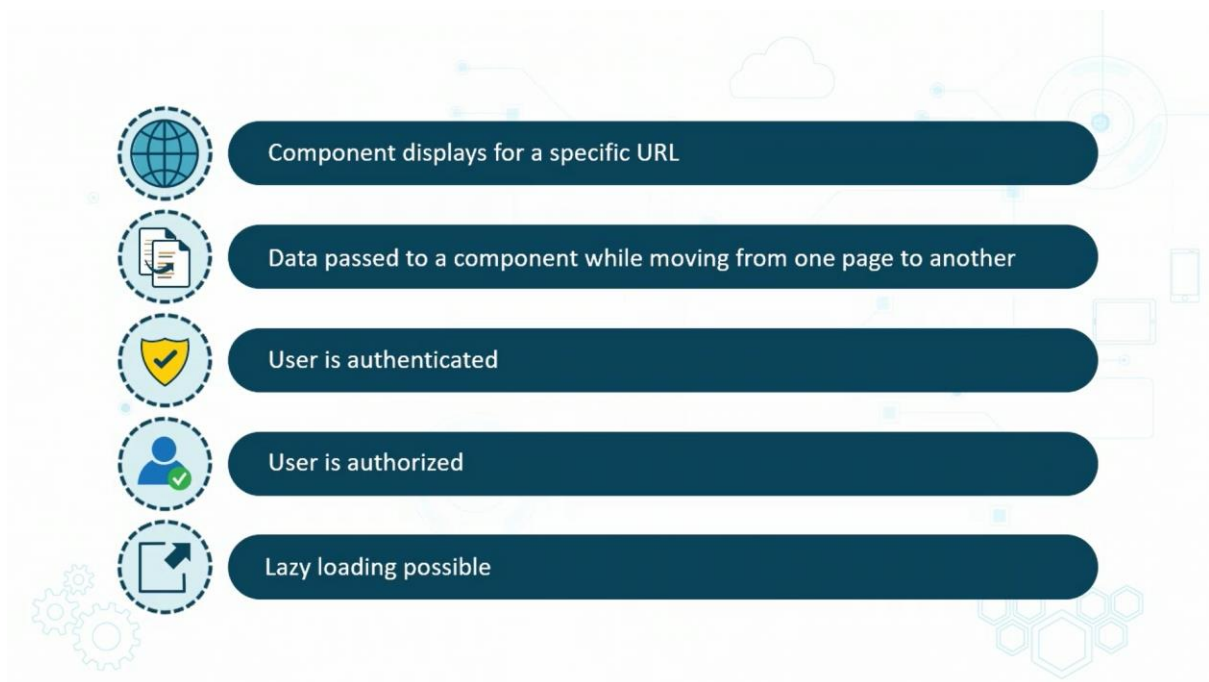 Component displays for a specific URL
Data passed to a component while moving from one page to another
User is authenticated
User is authorized
Lazy loading possible